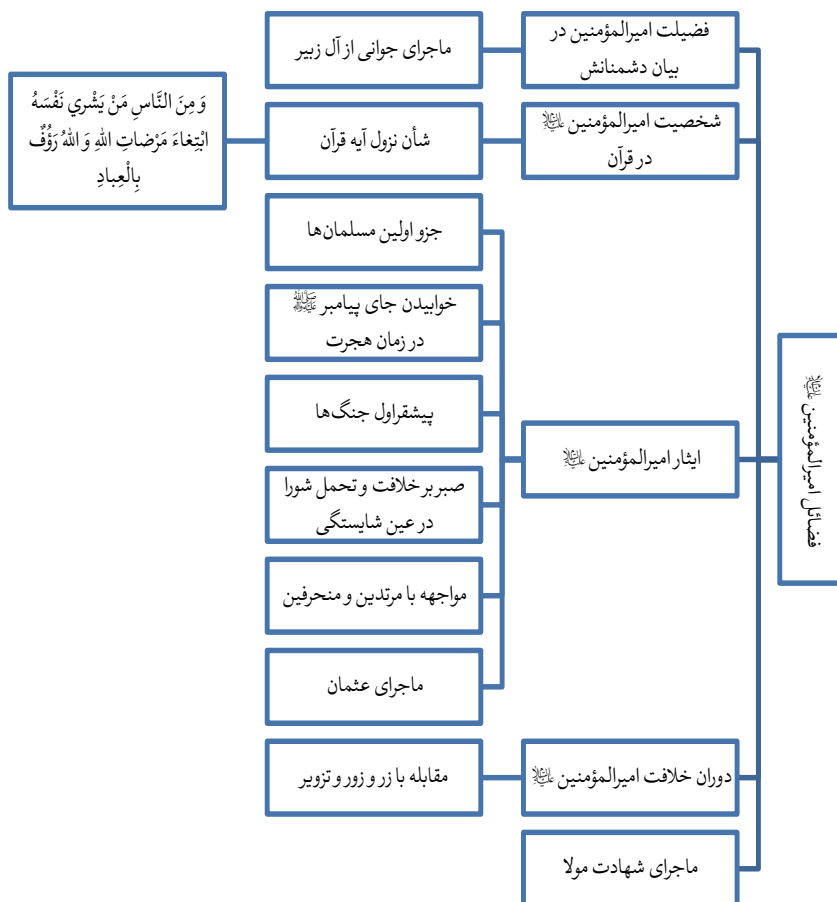 فضائل امیرالمؤمنین علیه‌السلام
فضیلت امیرالمؤمنین در
بیان دشمنانش
ماجرای جوانی از آل زبیر
شخصیت امیرالمؤمنین علیه‌السلام
در قرآن
شأن نزول آیه قرآن
وَ مِنَ النَّاسِ مَنْ يَشْري نَفْسَهُ
ابْتِغاءَ مَرْضاتِ اللهِ وَ اللهُ رَؤُفٌ
بِالْعِبادِ
ایثار امیرالمؤمنین علیه‌السلام
جزو اولین مسلمان‌ها
خوابیدن جای پیامبر ﷺ
در زمان هجرت
پیشقراول جنگ‌ها
صبر بر خلافت و تحمل شورا
در عین شایستگی
مواجهه با مرتدین و منحرفین
ماجرای عثمان
دوران خلافت امیرالمؤمنین علیه‌السلام
مقابله با زر و زور و تزویر
ماجرای شهادت مولا